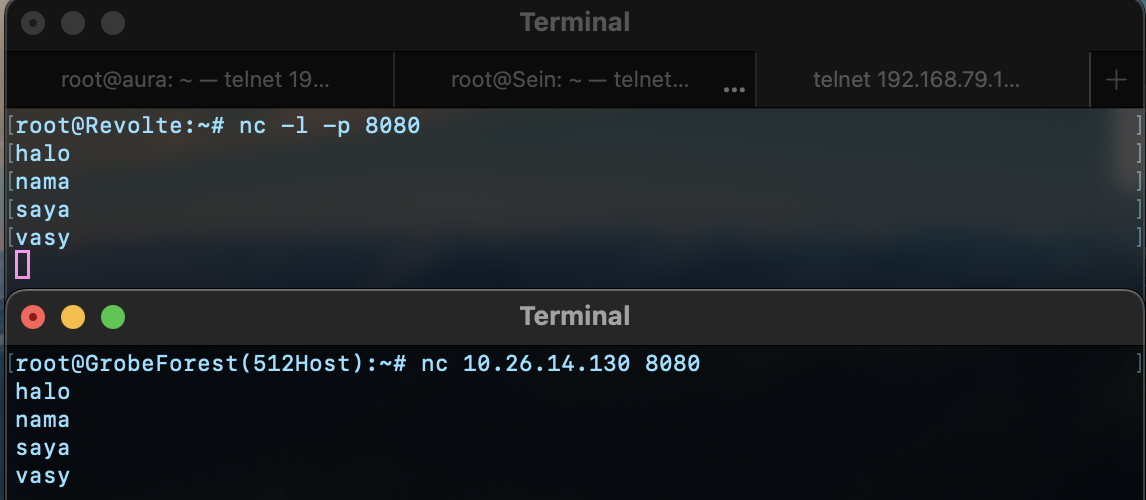 Terminal
root@aura: ~ — telnet 19...
root@Sein: ~ — telnet...
...
telnet 192.168.79.1...
+
[root@Revolte:~# nc -l -p 8080 ]
[halo ]
[nama ]
[saya ]
[vasy ]
Terminal
[root@GrobeForest(512Host):~# nc 10.26.14.130 8080 ]
halo
nama
saya
vasy